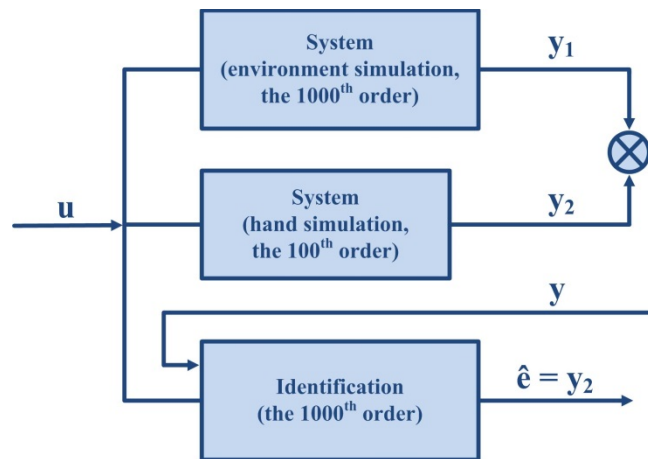 System
(environment simulation,
the 1000th order)
y1
u
System
(hand simulation,
the 100th order)
y2
y
Identification
(the 1000th order)
ê = y2